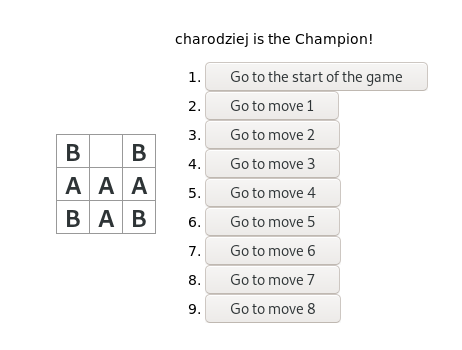 charodziej is the Champion!
1. Go to the start of the game
2. Go to move 1
3. Go to move 2
4. Go to move 3
5. Go to move 4
6. Go to move 5
7. Go to move 6
8. Go to move 7
9. Go to move 8
B B
A A A
B A B